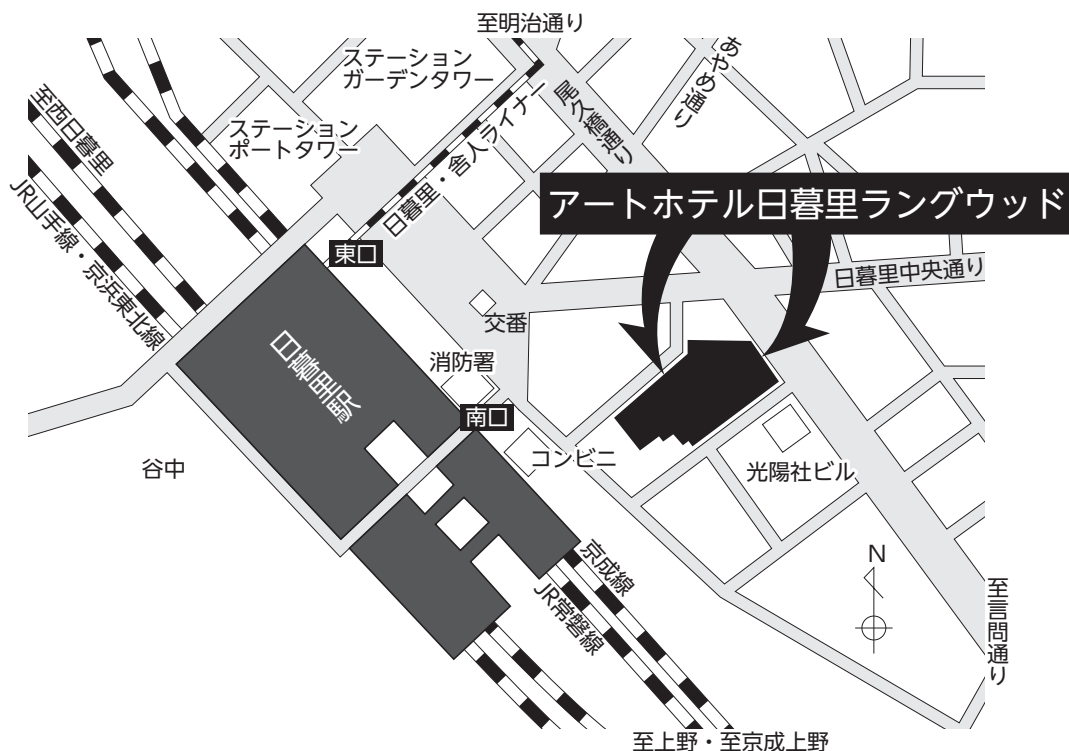 至明治通り
ステーション
ガーデンタワー
あやめ通り
尾久橋通り
至西日暮里
ステーション
ポートタワー
日暮里・舎人ライナー
JR山手線・京浜東北線
アートホテル日暮里ラングウッド
東口
日暮里中央通り
交番
日暮里駅
消防署
南口
コンビニ
谷中
光陽社ビル
京成線
JR常磐線
N
至言問通り
至上野・至京成上野